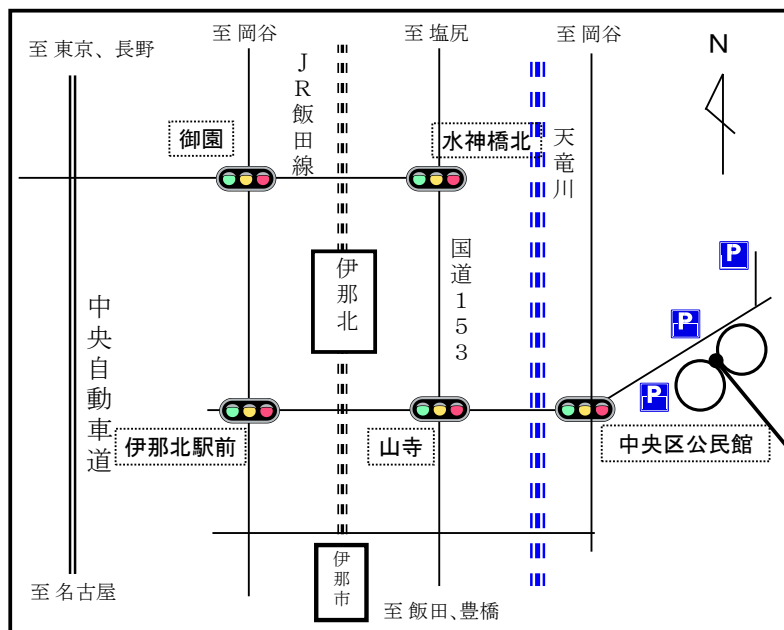 至 岡谷
至 塩尻
至 岡谷
至 東京、長野
N
JR飯田線
御園
水神橋北
天竜川
国道153
伊那北
P
P
P
中央自動車道
伊那北駅前
山寺
中央区公民館
伊那市
至 名古屋
至 飯田、豊橋